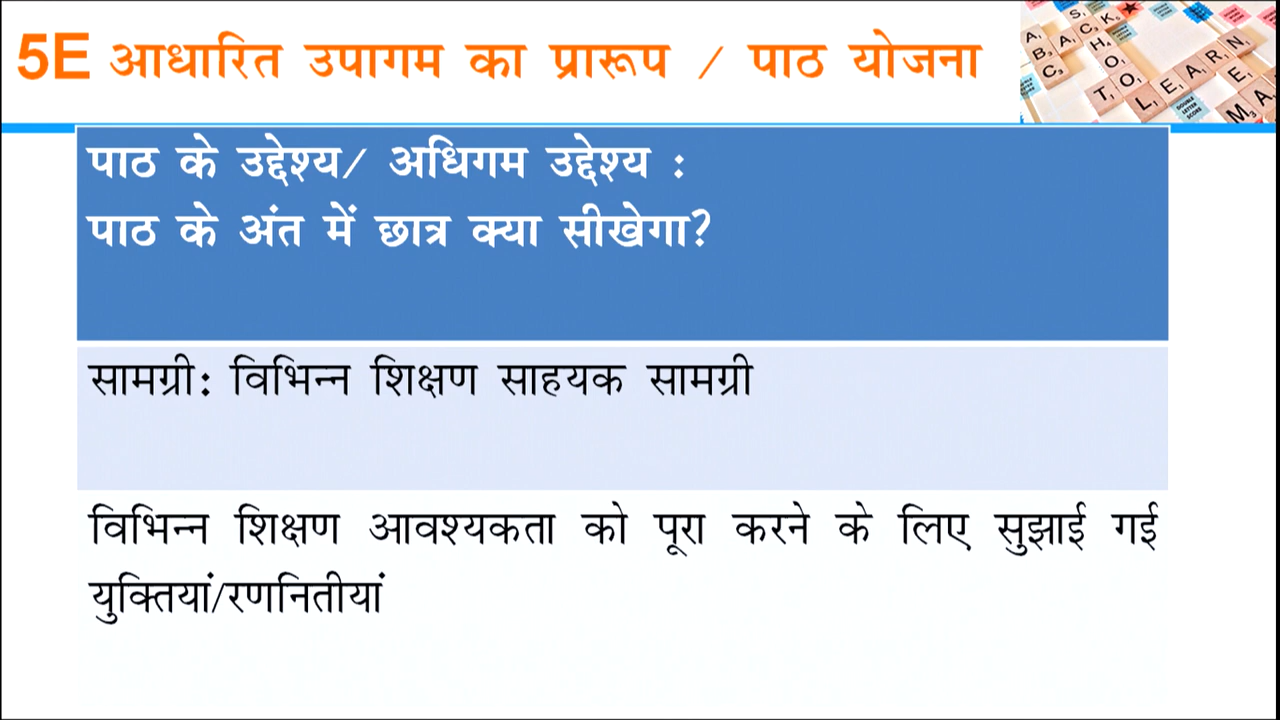 5E आधारित उपागम का प्रारूप / पाठ योजना
पाठ के उद्देश्य/ अधिगम उद्देश्य :
पाठ के अंत में छात्र क्या सीखेगा?
सामग्री: विभिन्न शिक्षण साहयक सामग्री
विभिन्न शिक्षण आवश्यकता को पूरा करने के लिए सुझाई गई
युक्तियां/रणनितीयां